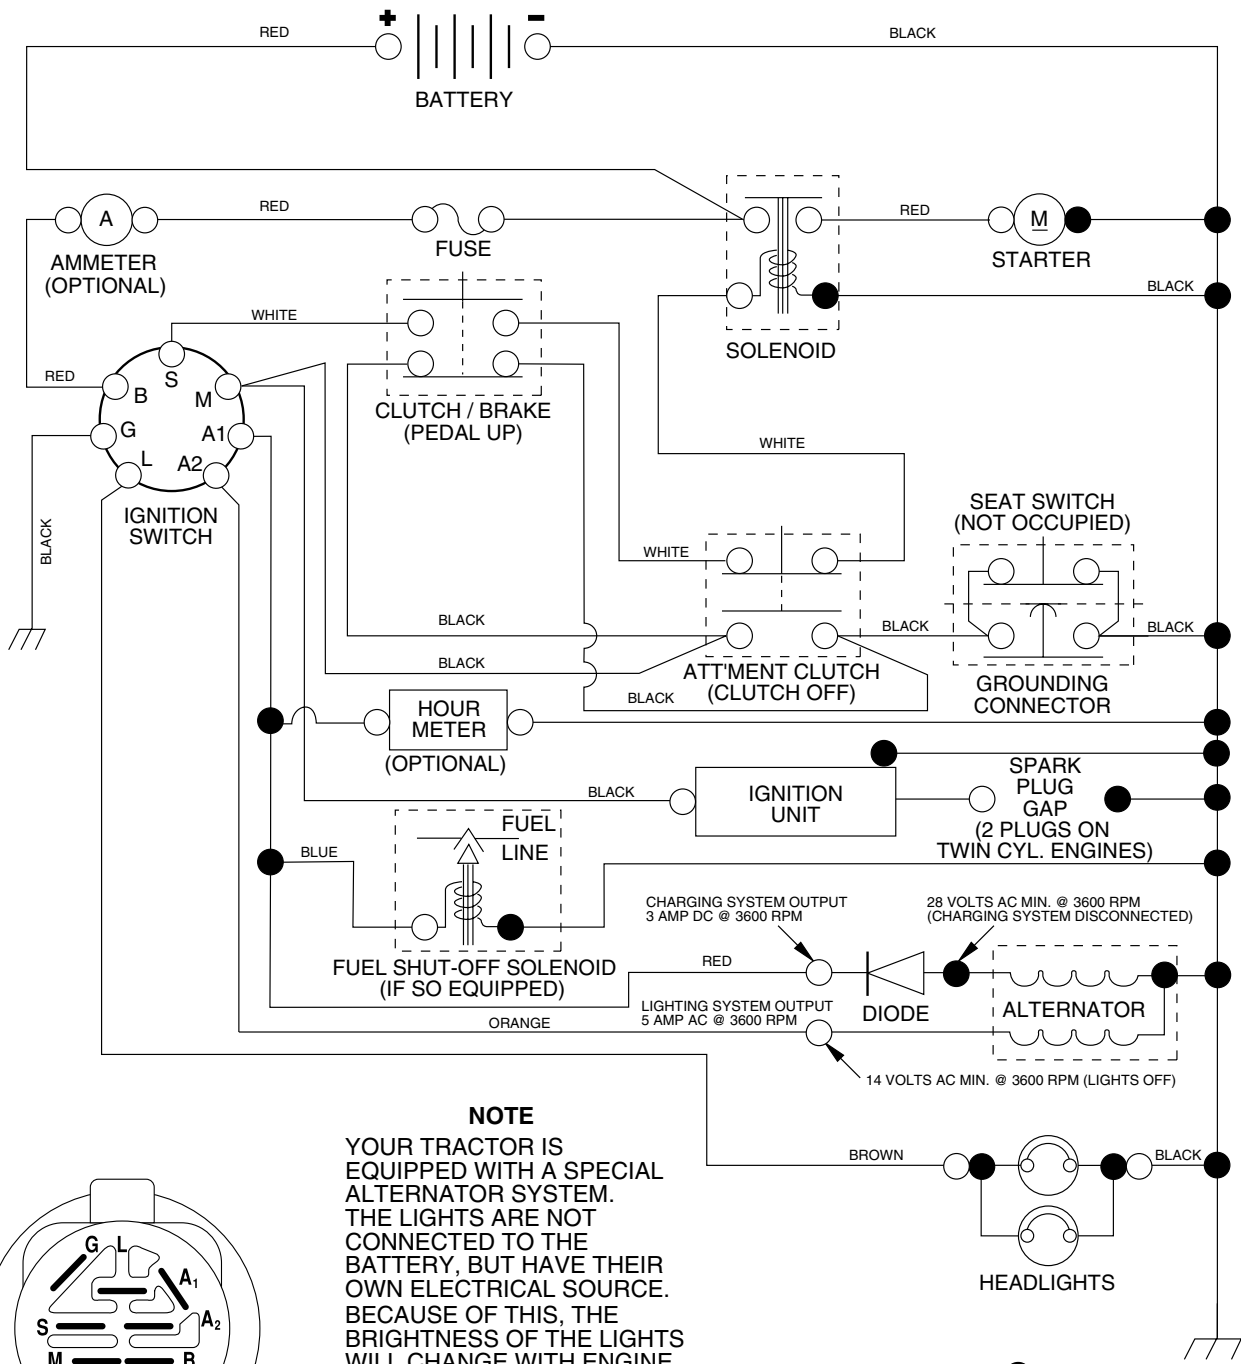 +
-
RED
BLACK
BATTERY
A
RED
RED
M
FUSE
AMMETER
(OPTIONAL)
STARTER
BLACK
WHITE
SOLENOID
RED
S
B
M
G
A1
L
A2
CLUTCH / BRAKE
(PEDAL UP)
WHITE
IGNITION
SWITCH
BLACK
SEAT SWITCH
(NOT OCCUPIED)
WHITE
BLACK
BLACK
BLACK
BLACK
ATT'MENT CLUTCH
(CLUTCH OFF)
GROUNDING
CONNECTOR
BLACK
HOUR
METER
(OPTIONAL)
BLACK
IGNITION
UNIT
SPARK
PLUG
GAP
(2 PLUGS ON
TWIN CYL. ENGINES)
FUEL
LINE
BLUE
CHARGING SYSTEM OUTPUT
3 AMP DC @ 3600 RPM
28 VOLTS AC MIN. @ 3600 RPM
(CHARGING SYSTEM DISCONNECTED)
FUEL SHUT-OFF SOLENOID
(IF SO EQUIPPED)
RED
DIODE
ALTERNATOR
LIGHTING SYSTEM OUTPUT
5 AMP AC @ 3600 RPM
ORANGE
14 VOLTS AC MIN. @ 3600 RPM (LIGHTS OFF)
NOTE
YOUR TRACTOR IS
EQUIPPED WITH A SPECIAL
ALTERNATOR SYSTEM.
THE LIGHTS ARE NOT
CONNECTED TO THE
BATTERY, BUT HAVE THEIR
OWN ELECTRICAL SOURCE.
BECAUSE OF THIS, THE
BRIGHTNESS OF THE LIGHTS
WILL CHANGE WITH ENGINE
BROWN
BLACK
HEADLIGHTS
G
L
A₁
A₂
S
M
B